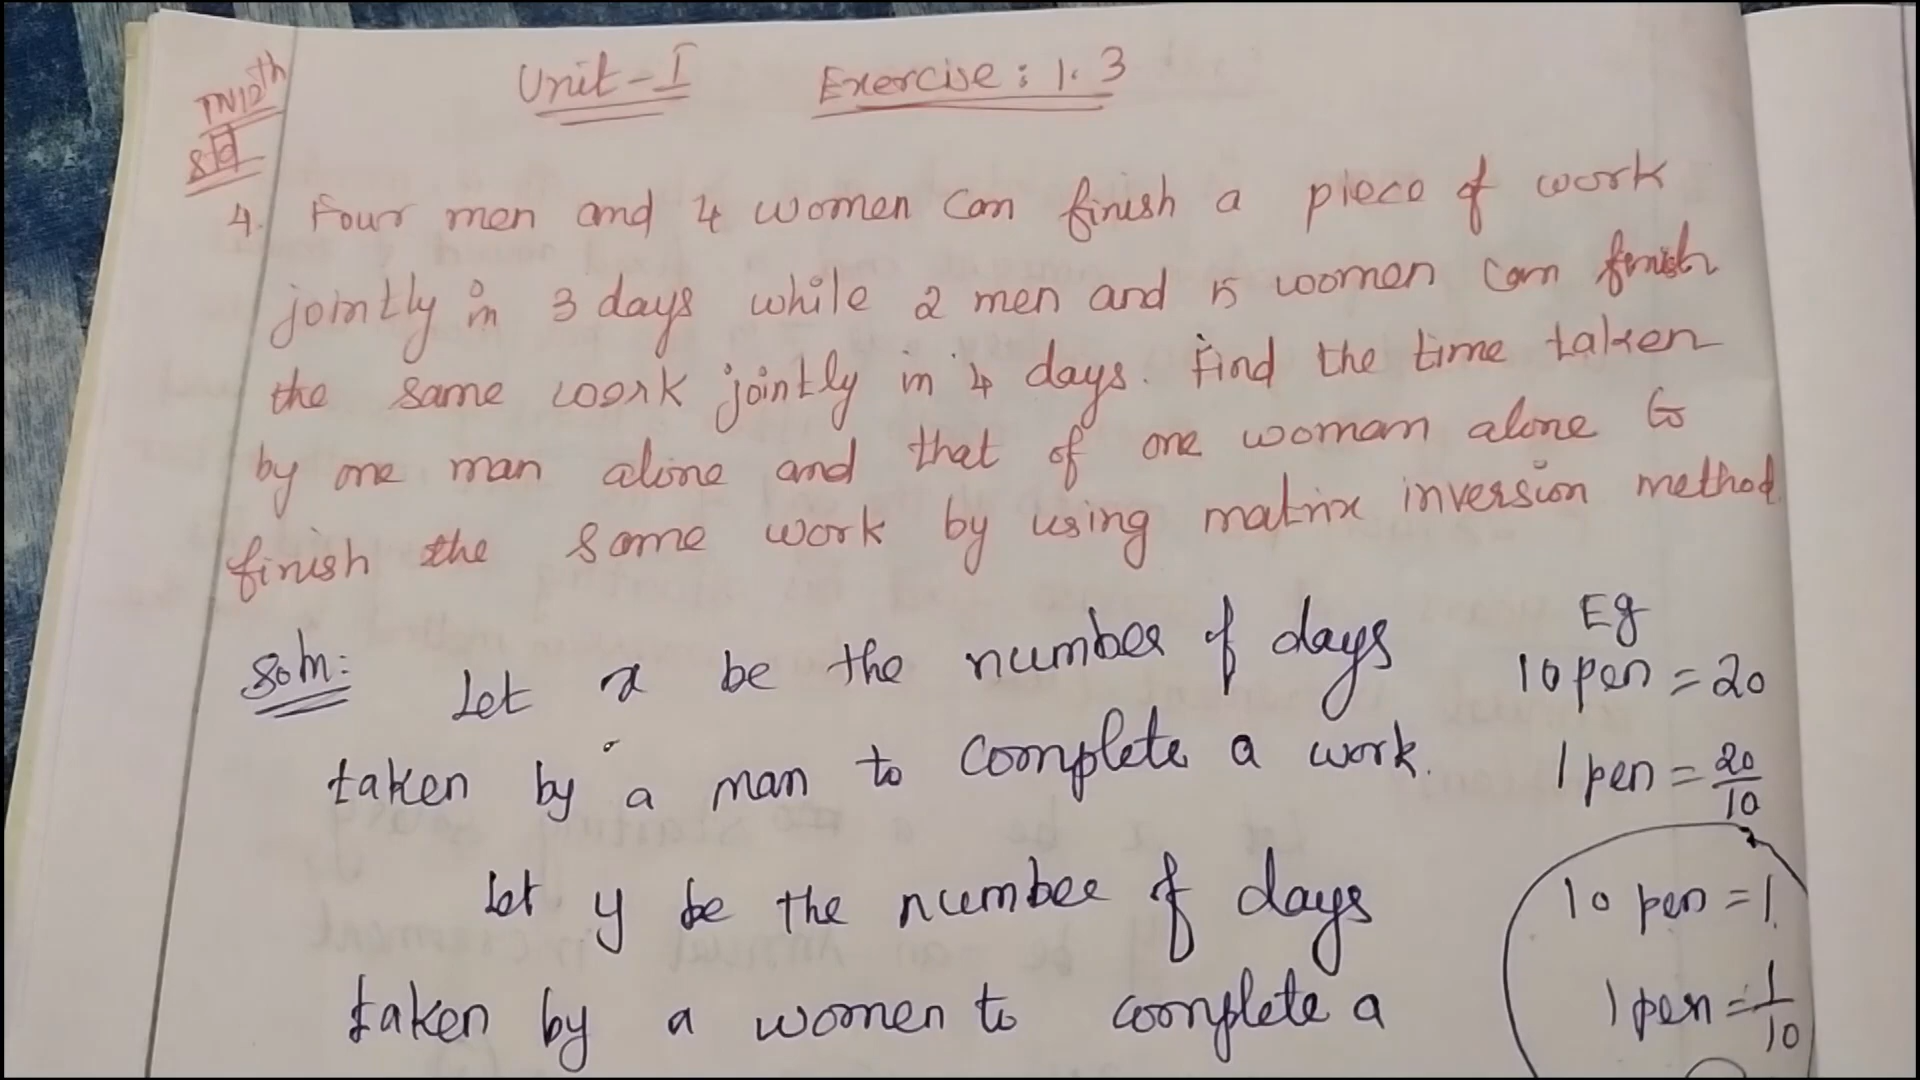 TN12th
std
Unit-I Exercise: 1.3
4. Four men and 4 women can finish a piece of work
jointly in 3 days while 2 men and 5 women can finish
the same work jointly in 4 days. Find the time taken
by one man alone and that of one woman alone to
finish the same work by using matrix inversion method
Soln: Let x be the number of days
taken by a man to complete a work.
Let y be the number of days
taken by a women to complete a
Eg
10 pen = 20
1 pen = 20/10
10 pen = 1
1 pen = 1/10